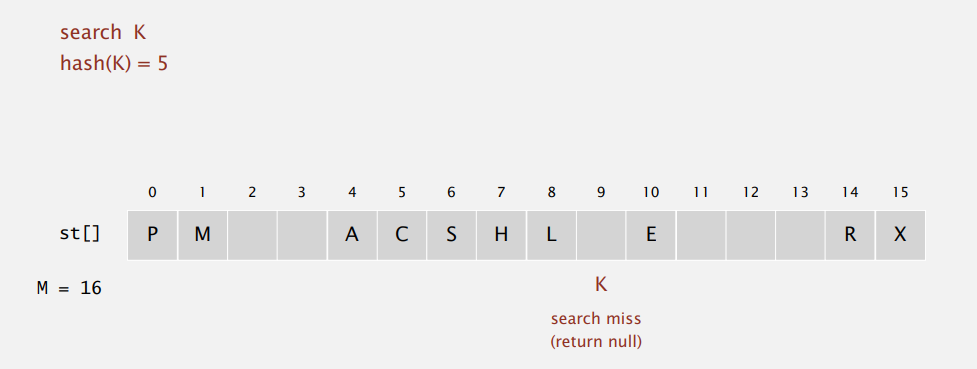 search K
hash(K) = 5
0 1 2 3 4 5 6 7 8 9 10 11 12 13 14 15
st[] P M A C S H L E R X
M = 16
K
search miss
(return null)